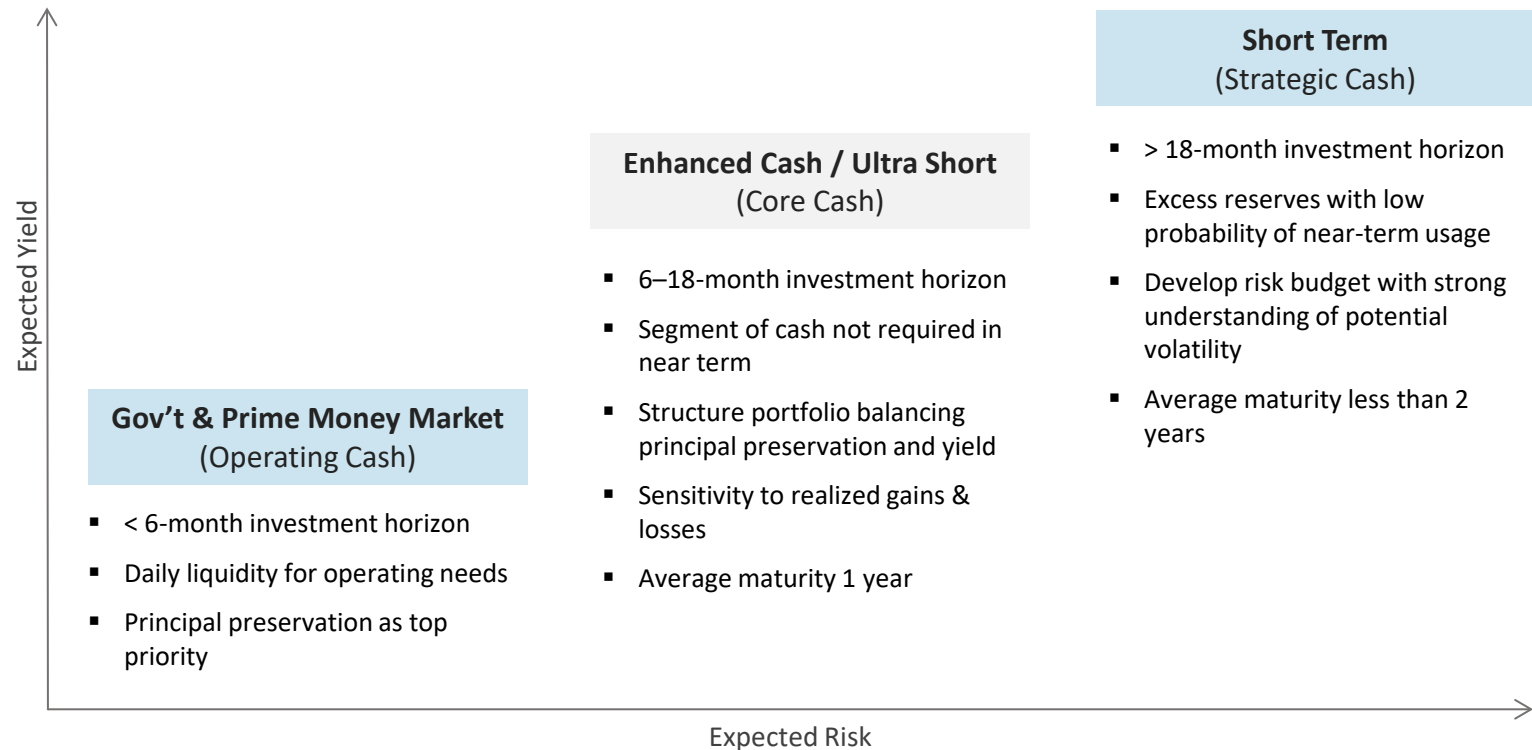 Expected Yield
Gov't & Prime Money Market
(Operating Cash)
▪ < 6-month investment horizon
▪ Daily liquidity for operating needs
▪ Principal preservation as top
priority
Enhanced Cash / Ultra Short
(Core Cash)
▪ 6–18-month investment horizon
▪ Segment of cash not required in
near term
▪ Structure portfolio balancing
principal preservation and yield
▪ Sensitivity to realized gains &
losses
▪ Average maturity 1 year
Short Term
(Strategic Cash)
▪ > 18-month investment horizon
▪ Excess reserves with low
probability of near-term usage
▪ Develop risk budget with strong
understanding of potential
volatility
▪ Average maturity less than 2
years
Expected Risk